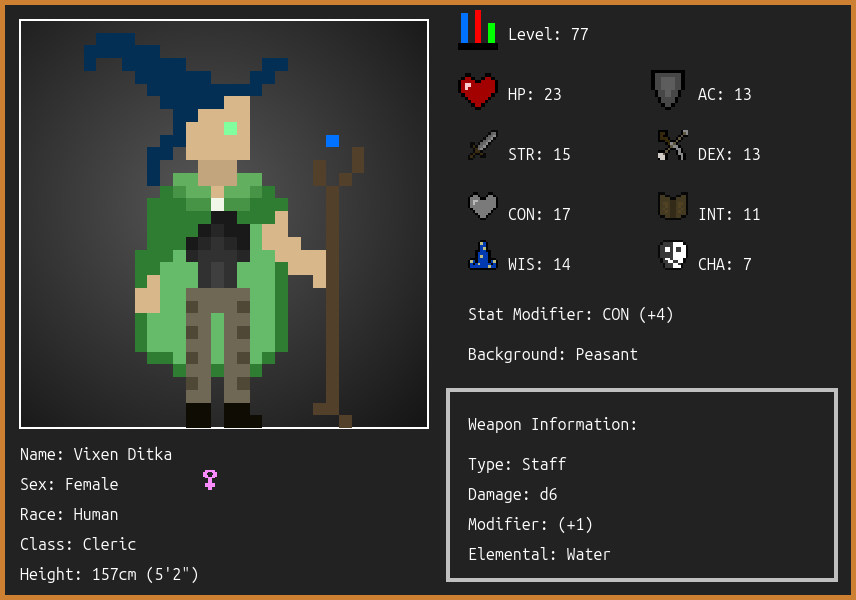 Level: 77
HP: 23
AC: 13
STR: 15
DEX: 13
CON: 17
INT: 11
WIS: 14
CHA: 7
Stat Modifier: CON (+4)
Background: Peasant
Weapon Information:
Type: Staff
Damage: d6
Modifier: (+1)
Elemental: Water
Name: Vixen Ditka
Sex: Female
Race: Human
Class: Cleric
Height: 157cm (5'2")